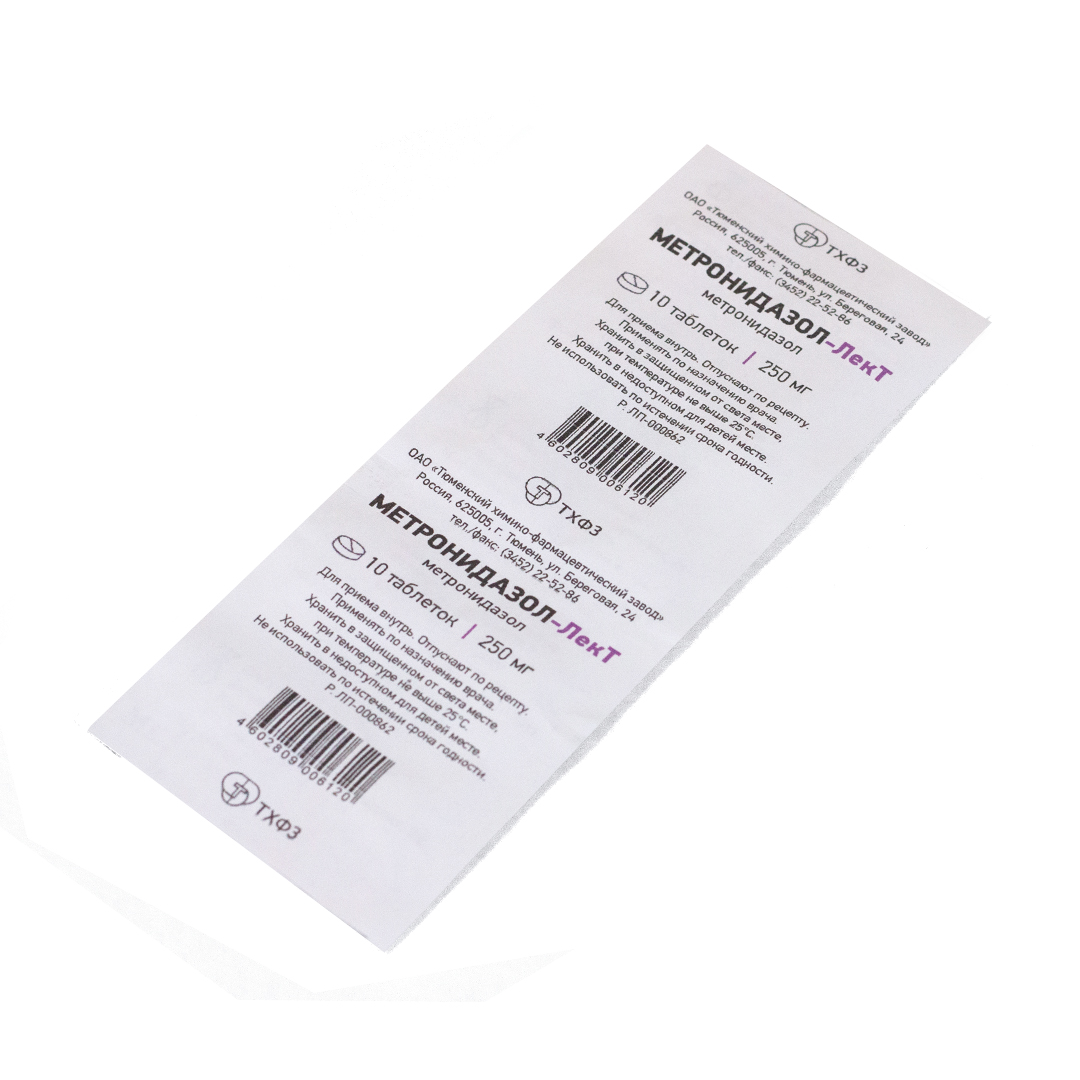 ТХФЗ
ОАО «Тюменский химико-фармацевтический завод»
Россия, 625005, г. Тюмень, ул. Береговая, 24
тел./факс: (3452) 22-52-86
МЕТРОНИДАЗОЛ-ЛекТ
метронидазол
10 таблеток | 250 мг
Для приема внутрь. Отпускают по рецепту.
Применять по назначению врача.
Хранить в защищенном от света месте,
при температуре не выше 25°С.
Хранить в недоступном для детей месте.
Не использовать по истечении срока годности.
Р. ЛП-000862
4 602809 006120
ТХФЗ
ОАО «Тюменский химико-фармацевтический завод»
Россия, 625005, г. Тюмень, ул. Береговая, 24
тел./факс: (3452) 22-52-86
МЕТРОНИДАЗОЛ-ЛекТ
метронидазол
10 таблеток | 250 мг
Для приема внутрь. Отпускают по рецепту.
Применять по назначению врача.
Хранить в защищенном от света месте,
при температуре не выше 25°С.
Хранить в недоступном для детей месте.
Не использовать по истечении срока годности.
Р. ЛП-000862
4 602809 006120
ТХФЗ